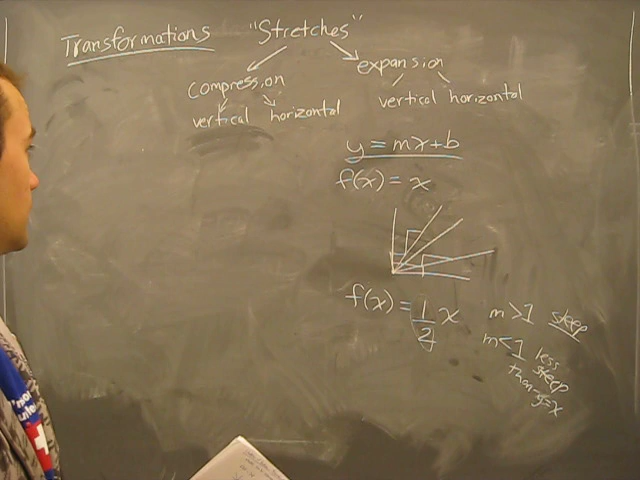 Transformations "Stretches"
compression expansion
vertical horizontal vertical horizontal
y = mx+b
f(x) = x
f(x) = 1/2 x
m > 1 steep
m < 1 less
steep
than y=x